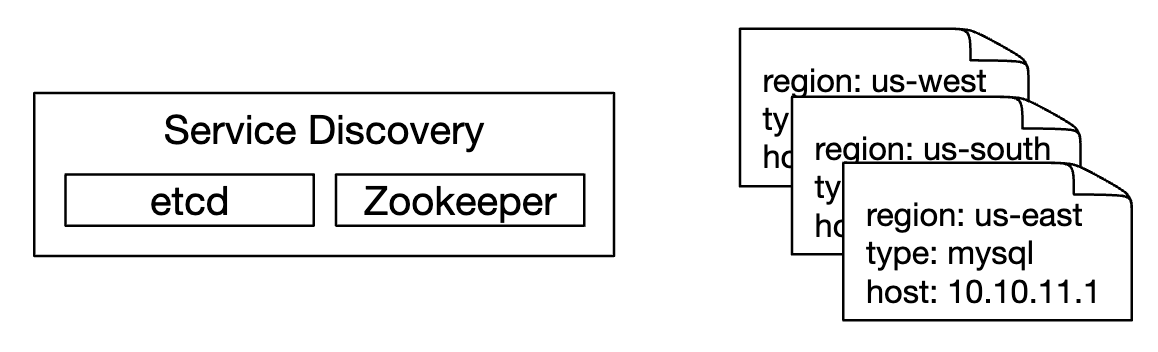 Service Discovery
etcd
Zookeeper
region: us-west
ty
ho
region: us-south
ty
ho
region: us-east
type: mysql
host: 10.10.11.1